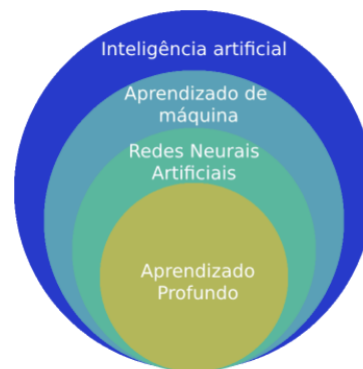 Inteligência artificial
Aprendizado de
máquina
Redes Neurais
Artificiais
Aprendizado
Profundo